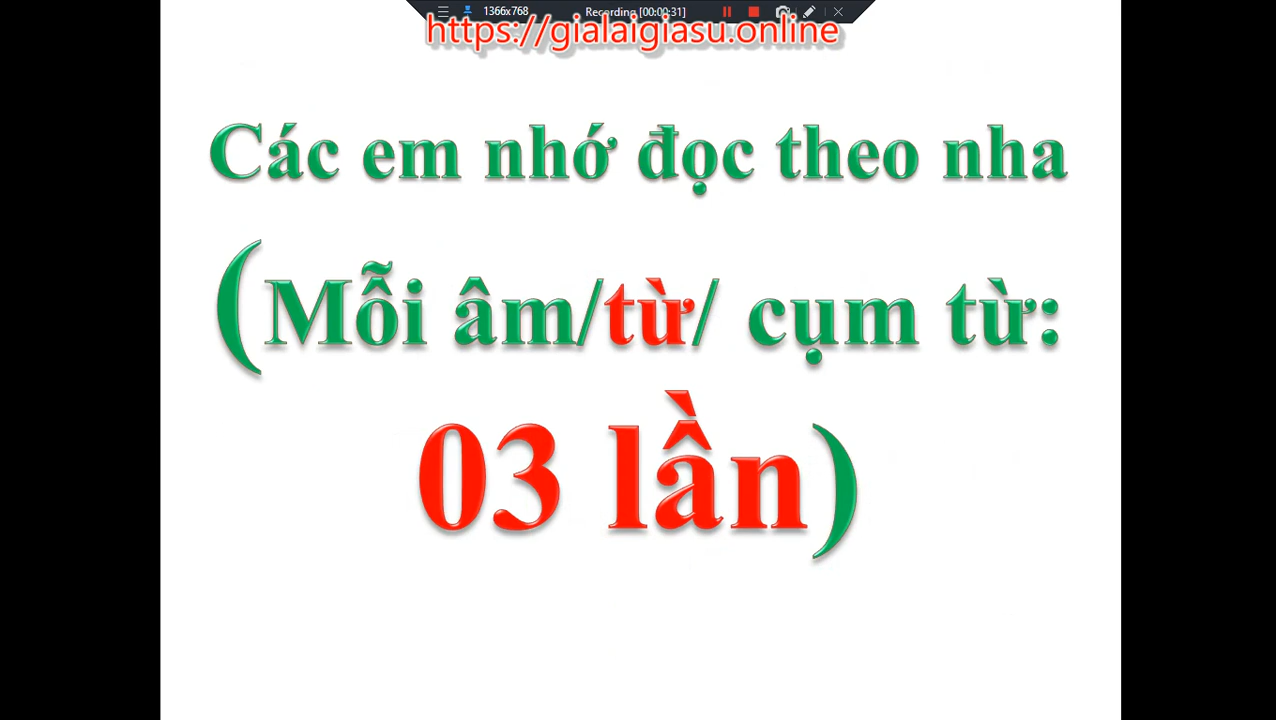 1366x768 Recording [00:00:31]
https://gialaigiasu.online
Các em nhớ đọc theo nha
(Mỗi âm/từ/ cụm từ:
03 lần)